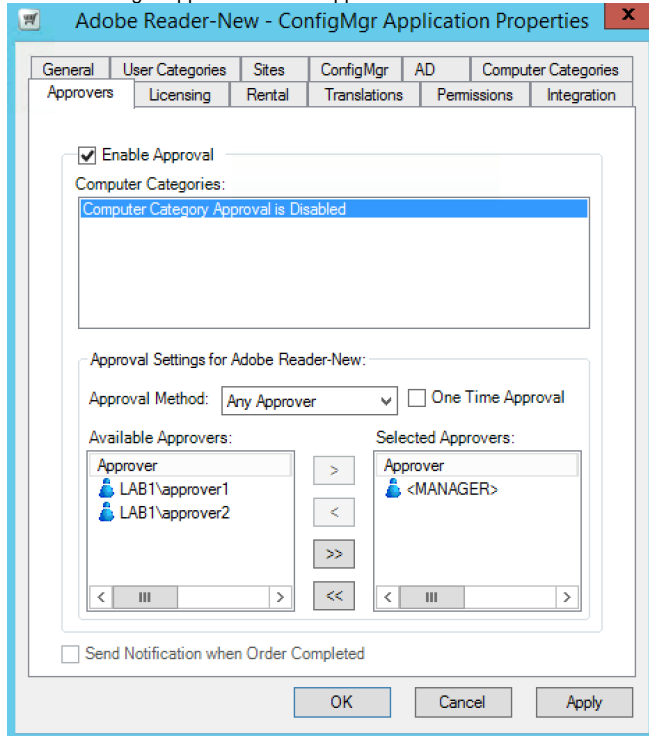 Adobe Reader-New - ConfigMgr Application Properties X
General User Categories Sites ConfigMgr AD Computer Categories
Approvers Licensing Rental Translations Permissions Integration
Enable Approval
Computer Categories:
Computer Category Approval is Disabled
Approval Settings for Adobe Reader-New:
Approval Method: Any Approver One Time Approval
Available Approvers: Selected Approvers:
Approver > Approver
LAB1\approver1 <MANAGER>
LAB1\approver2 <
>>
<<
Send Notification when Order Completed
OK Cancel Apply